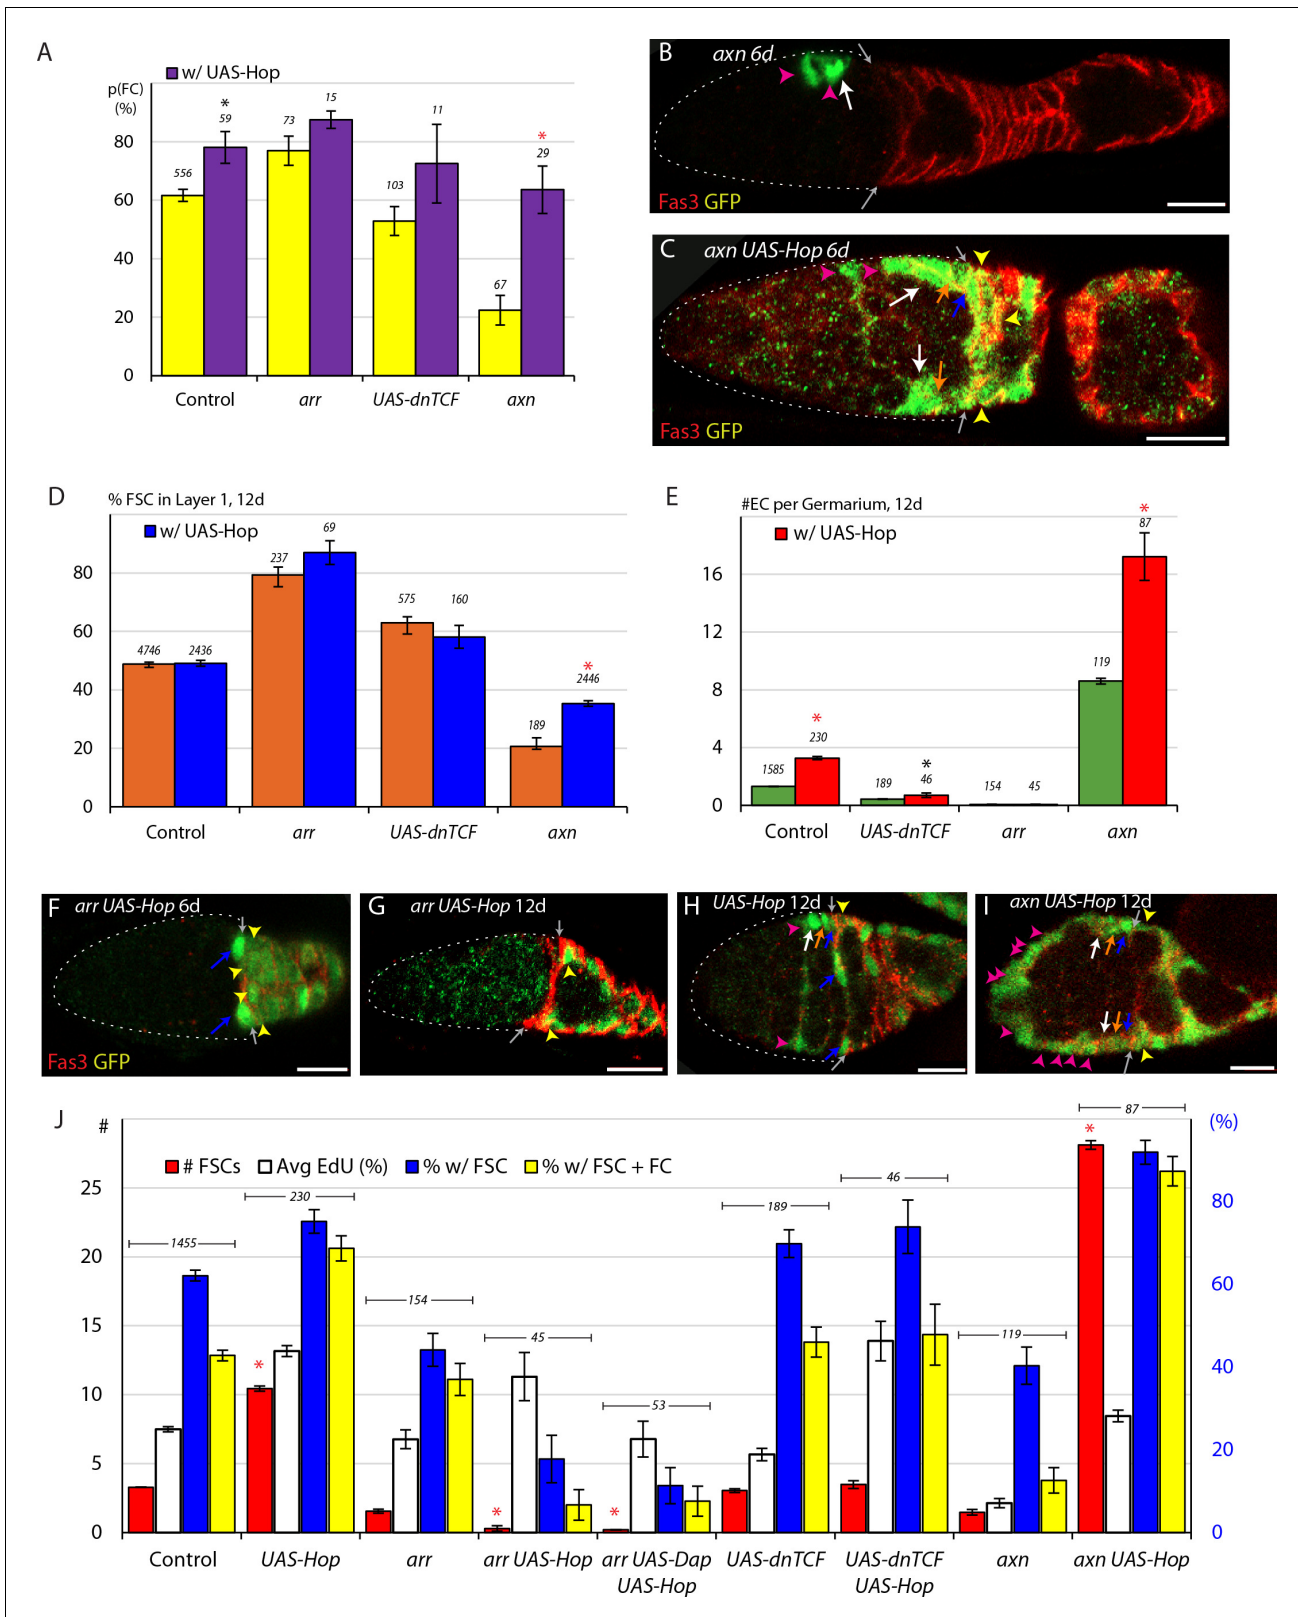 A
w/ UAS-Hop
p(FC)
(%)
80
60
40
20
0
556
*
59
73
15
103
11
67
*
29
Control arr UAS-dnTCF axn
B axn 6d
Fas3 GFP
C axn UAS-Hop 6d
Fas3 GFP
D % FSC in Layer 1, 12d
w/ UAS-Hop
80
60
40
20
0
4746 2436
237
69
575 160
189
*
2446
Control arr UAS-dnTCF axn
E #EC per Germarium, 12d
w/ UAS-Hop
16
12
8
4
0
1585
*
230
189
*
46
154 45
119
*
87
Control UAS-dnTCF arr axn
F arr UAS-Hop 6d
Fas3 GFP
G arr UAS-Hop 12d
H UAS-Hop 12d
I axn UAS-Hop 12d
J # (%)
# FSCs Avg EdU (%) % w/ FSC % w/ FSC + FC
25
20
15
10
5
0
80
60
40
20
0
1455
230
*
154
45
*
53
*
189
46
119
87
*
Control UAS-Hop arr arr UAS-Hop arr UAS-Dap UAS-dnTCF UAS-dnTCF axn axn UAS-Hop
UAS-Hop UAS-Hop